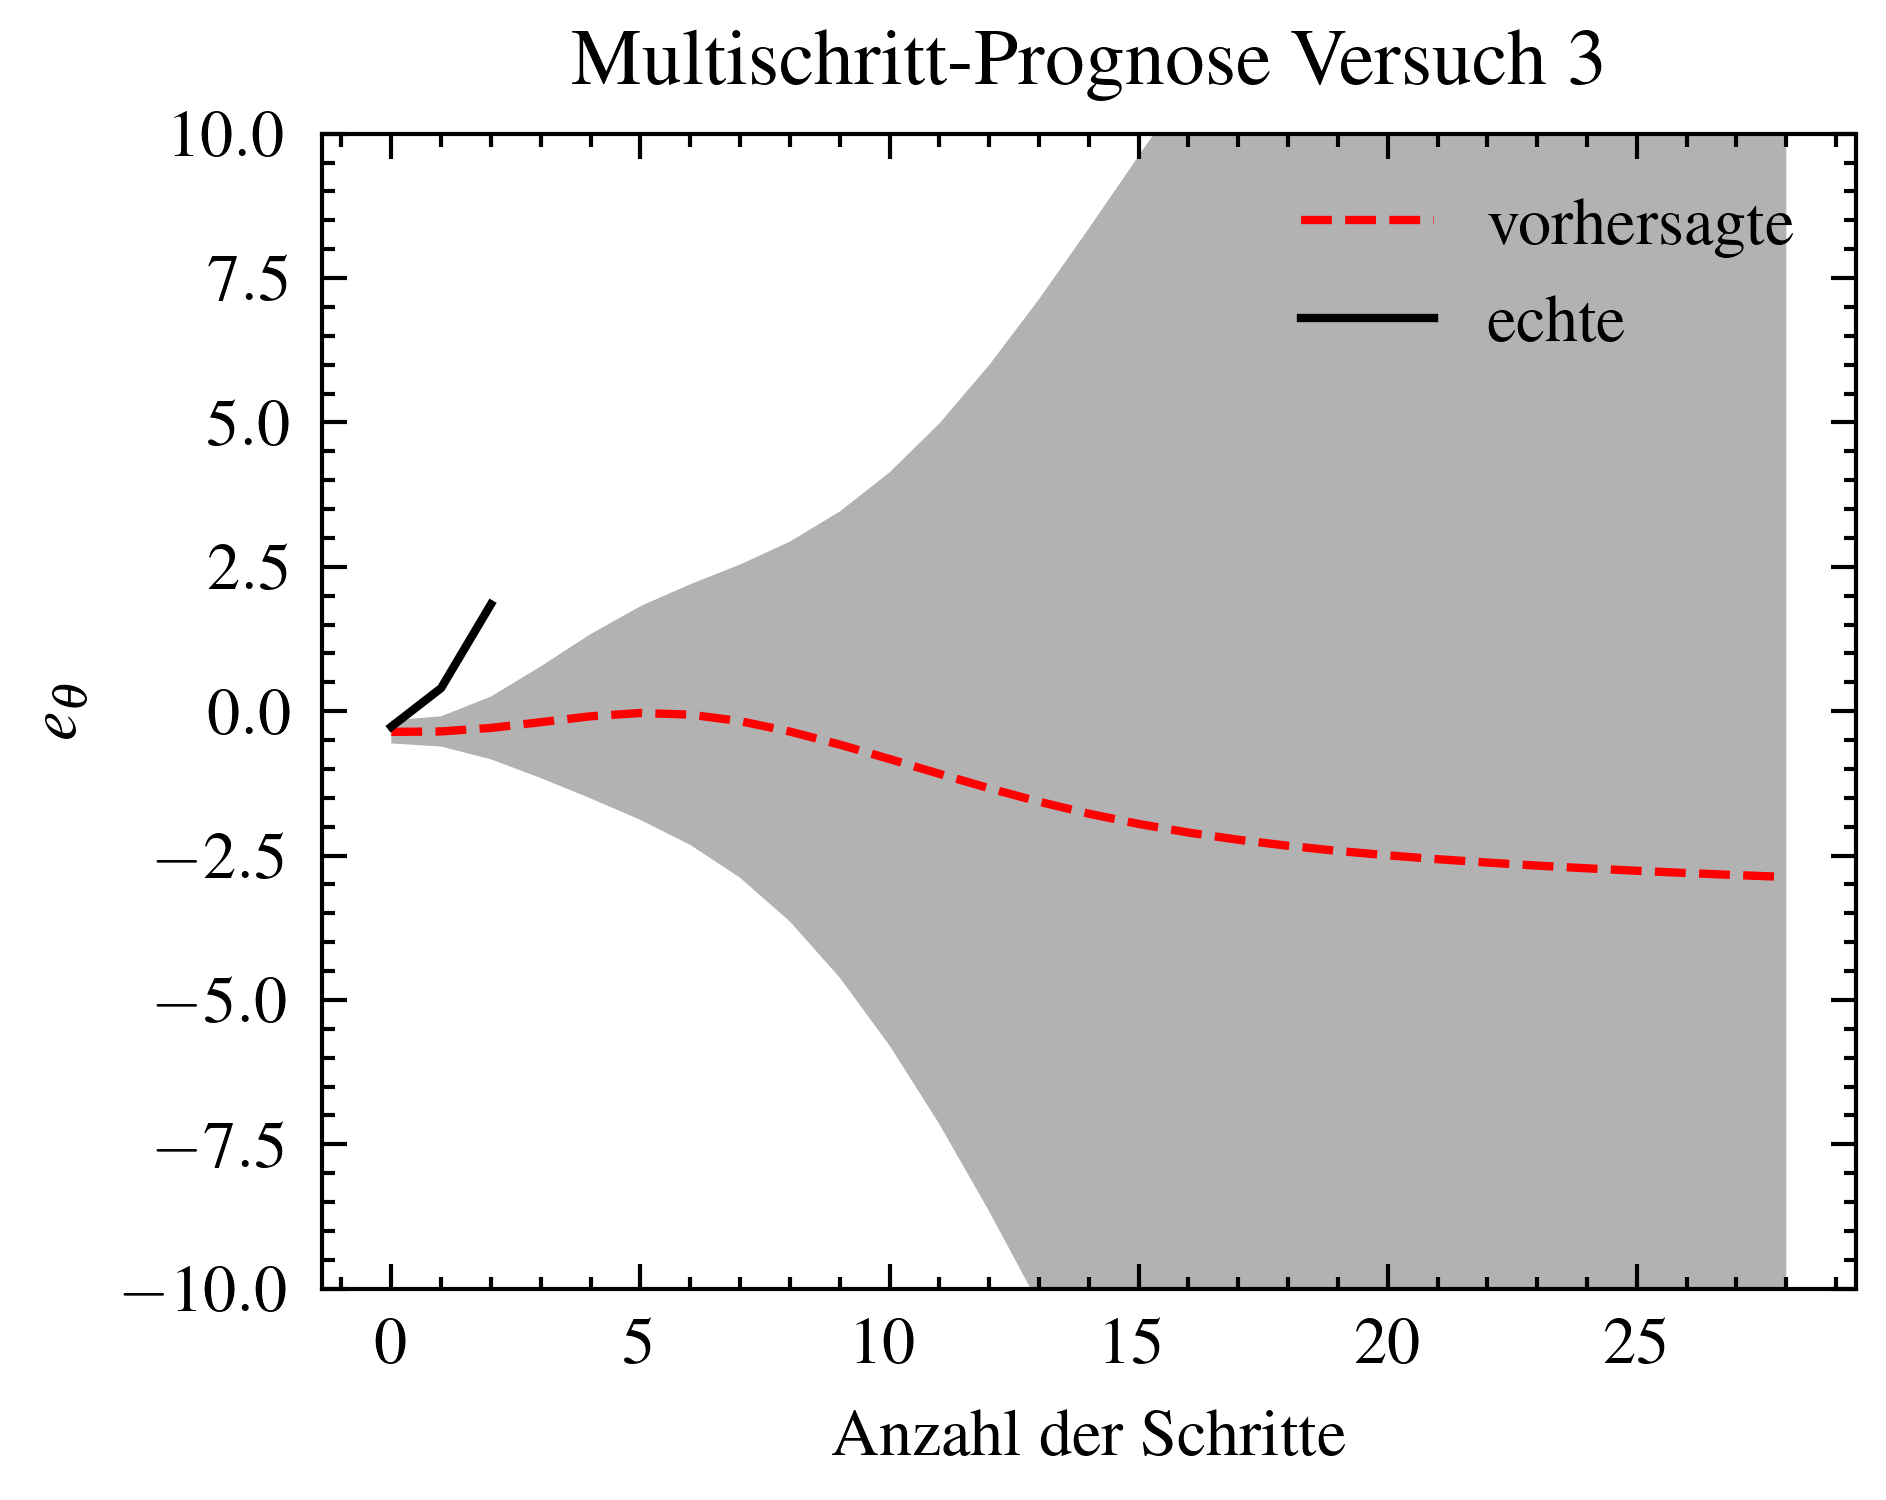 Multischritt-Prognose Versuch 3
10.0
7.5
5.0
2.5
0.0
−2.5
−5.0
−7.5
−10.0
eθ
vorhersagte
echte
0 5 10 15 20 25
Anzahl der Schritte